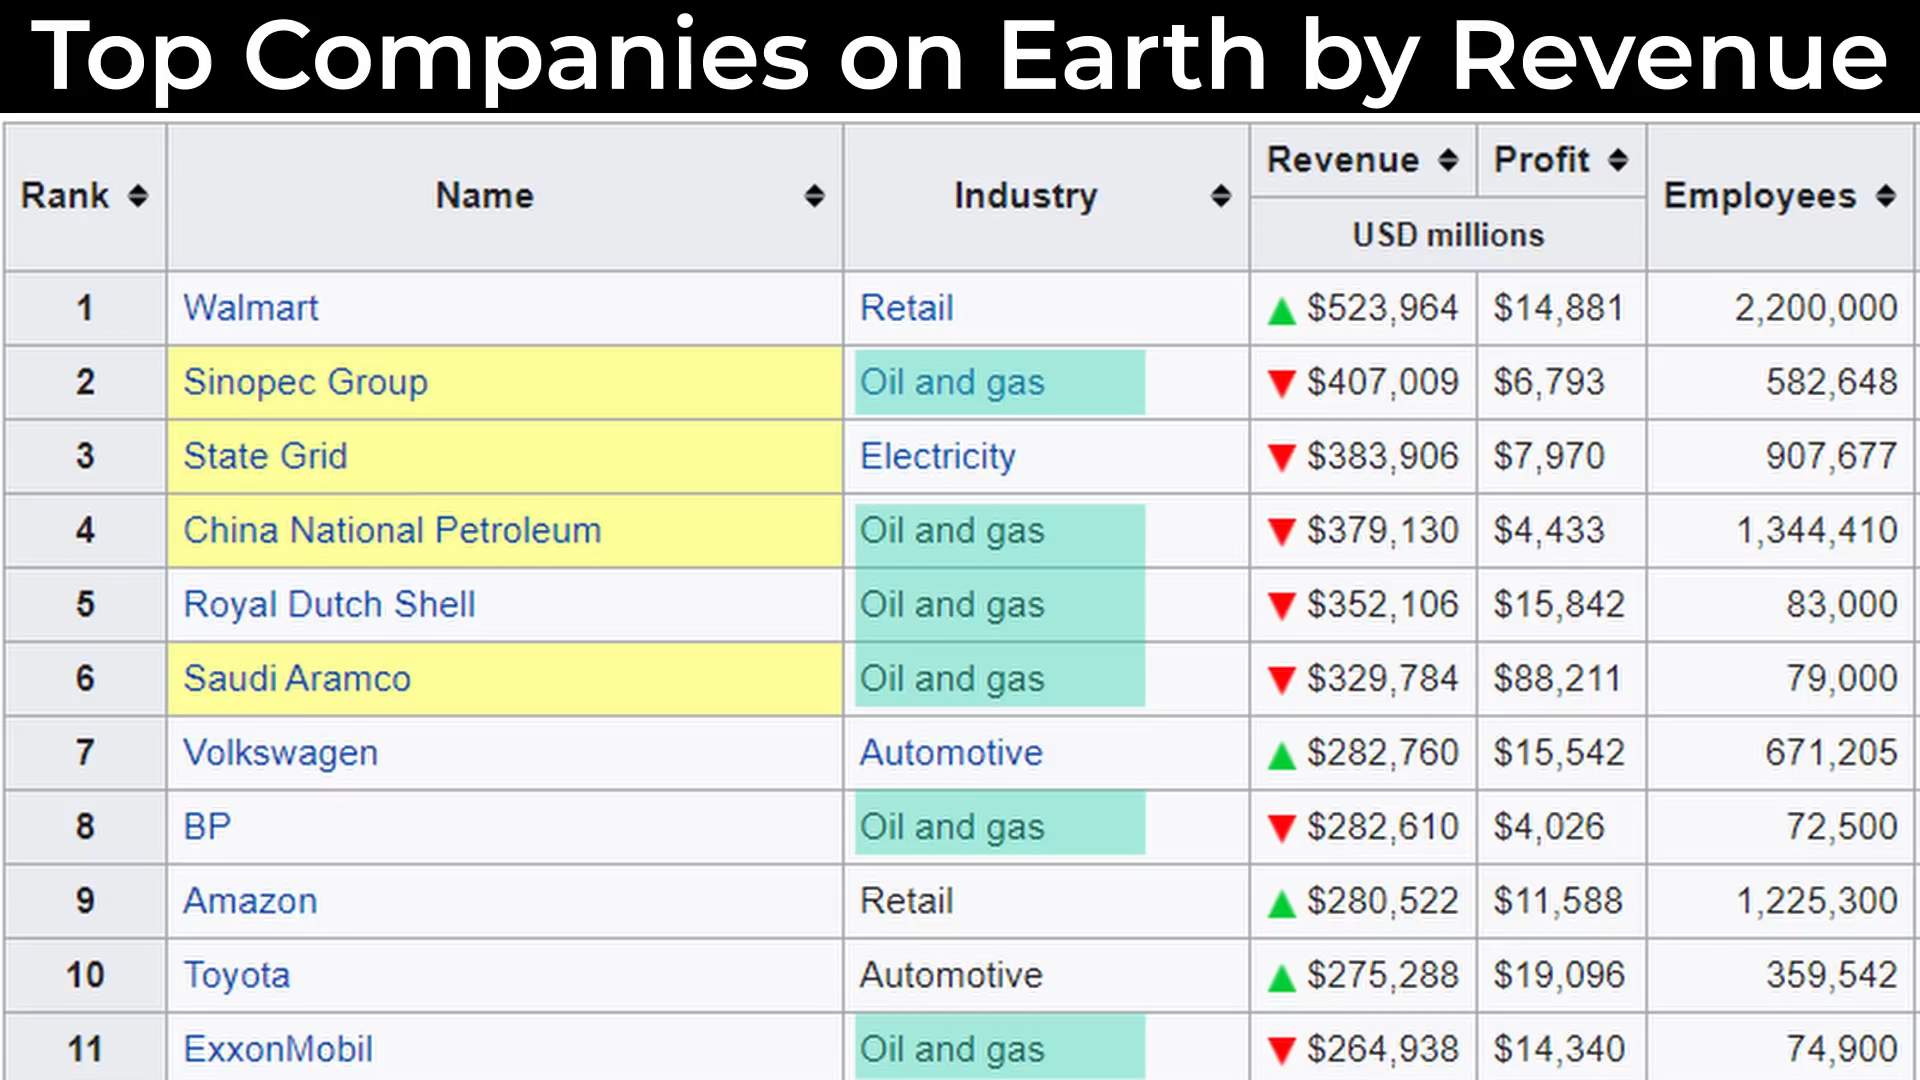 Top Companies on Earth by Revenue
Rank Name Industry Revenue Profit Employees
USD millions
1 Walmart Retail ▲ $523,964 $14,881 2,200,000
2 Sinopec Group Oil and gas ▼ $407,009 $6,793 582,648
3 State Grid Electricity ▼ $383,906 $7,970 907,677
4 China National Petroleum Oil and gas ▼ $379,130 $4,433 1,344,410
5 Royal Dutch Shell Oil and gas ▼ $352,106 $15,842 83,000
6 Saudi Aramco Oil and gas ▼ $329,784 $88,211 79,000
7 Volkswagen Automotive ▲ $282,760 $15,542 671,205
8 BP Oil and gas ▼ $282,610 $4,026 72,500
9 Amazon Retail ▲ $280,522 $11,588 1,225,300
10 Toyota Automotive ▲ $275,288 $19,096 359,542
11 ExxonMobil Oil and gas ▼ $264,938 $14,340 74,900